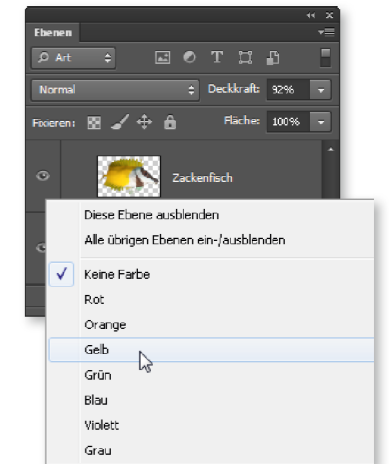 Ebenen
Art
T
Normal Deckkraft: 92%
Fixieren: Fläche: 100%
Zackenfisch
Diese Ebene ausblenden
Alle übrigen Ebenen ein-/ausblenden
Keine Farbe
Rot
Orange
Gelb
Grün
Blau
Violett
Grau